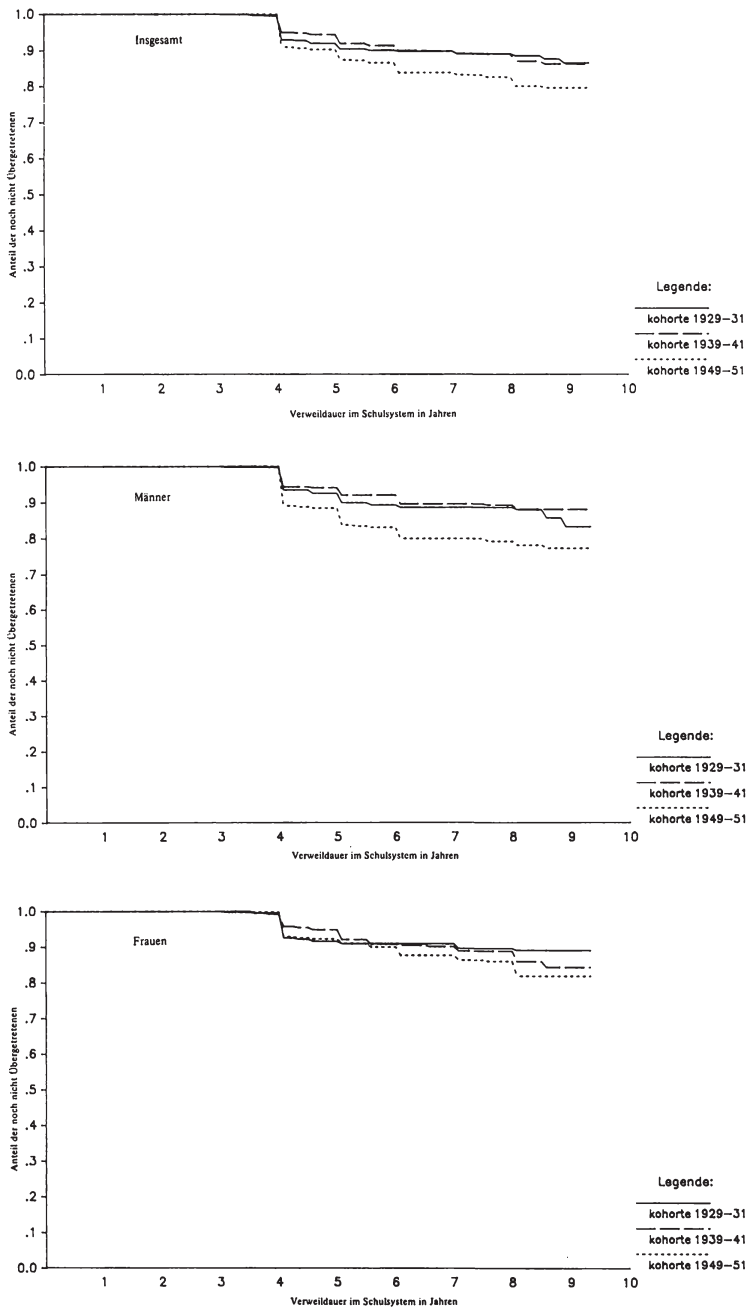 Insgesamt
Anteil der noch nicht Übergetretenen
1.0
.9
.8
.7
.6
.5
.4
.3
.2
.1
0.0
1 2 3 4 5 6 7 8 9 10
Verweildauer im Schulsystem in Jahren
Legende:
kohorte 1929–31
kohorte 1939–41
kohorte 1949–51
Männer
Anteil der noch nicht Übergetretenen
1.0
.9
.8
.7
.6
.5
.4
.3
.2
.1
0.0
1 2 3 4 5 6 7 8 9 10
Verweildauer im Schulsystem in Jahren
Legende:
kohorte 1929–31
kohorte 1939–41
kohorte 1949–51
Frauen
Anteil der noch nicht Übergetretenen
1.0
.9
.8
.7
.6
.5
.4
.3
.2
.1
0.0
1 2 3 4 5 6 7 8 9 10
Verweildauer im Schulsystem in Jahren
Legende:
kohorte 1929–31
kohorte 1939–41
kohorte 1949–51